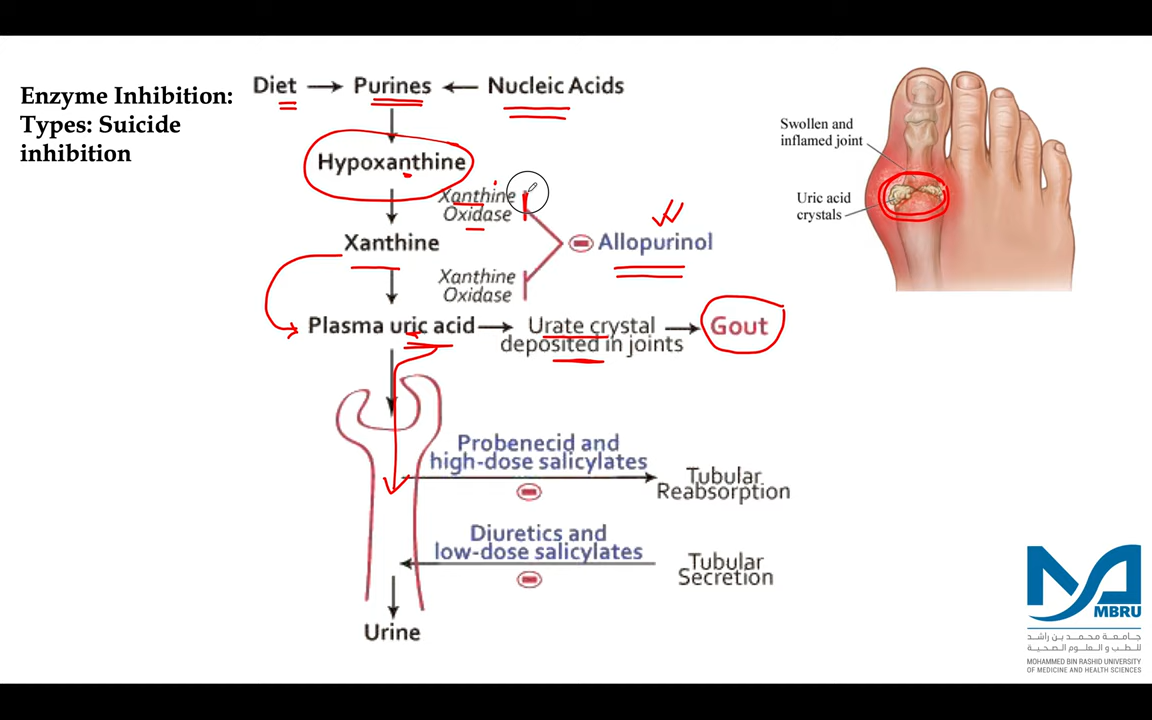 Enzyme Inhibition:
Types: Suicide
inhibition
Diet
Purines
Nucleic Acids
Hypoxanthine
Xanthine
Oxidase
Xanthine
Allopurinol
Xanthine
Oxidase
Plasma uric acid
Urate crystal
deposited in joints
Gout
Probenecid and
high-dose salicylates
Tubular
Reabsorption
Diuretics and
low-dose salicylates
Tubular
Secretion
Urine
Swollen and
inflamed joint
Uric acid
crystals
MBRU
جامعة محمد بن راشد
للطب و العلوم الصحية
MOHAMMED BIN RASHID UNIVERSITY
OF MEDICINE AND HEALTH SCIENCES